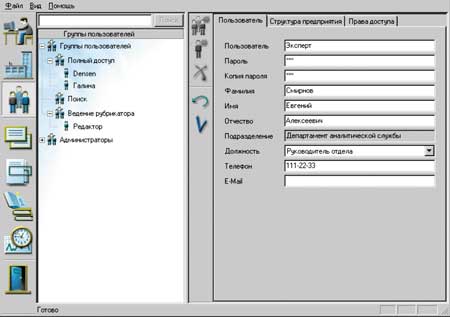 Файл Вид Помощь
Поиск
Группы пользователей
Группы пользователей
Полный доступ
Densen
Галина
Поиск
Ведение рубрикатора
Редактор
Администраторы
Пользователь Структура предприятия Права доступа
Пользователь Эксперт
Пароль ***
Копия пароля ***
Фамилия Смирнов
Имя Евгений
Отчество Алексеевич
Подразделение Департамент аналитической службы
Должность Руководитель отдела
Телефон 111-22-33
E-Mail
Готово